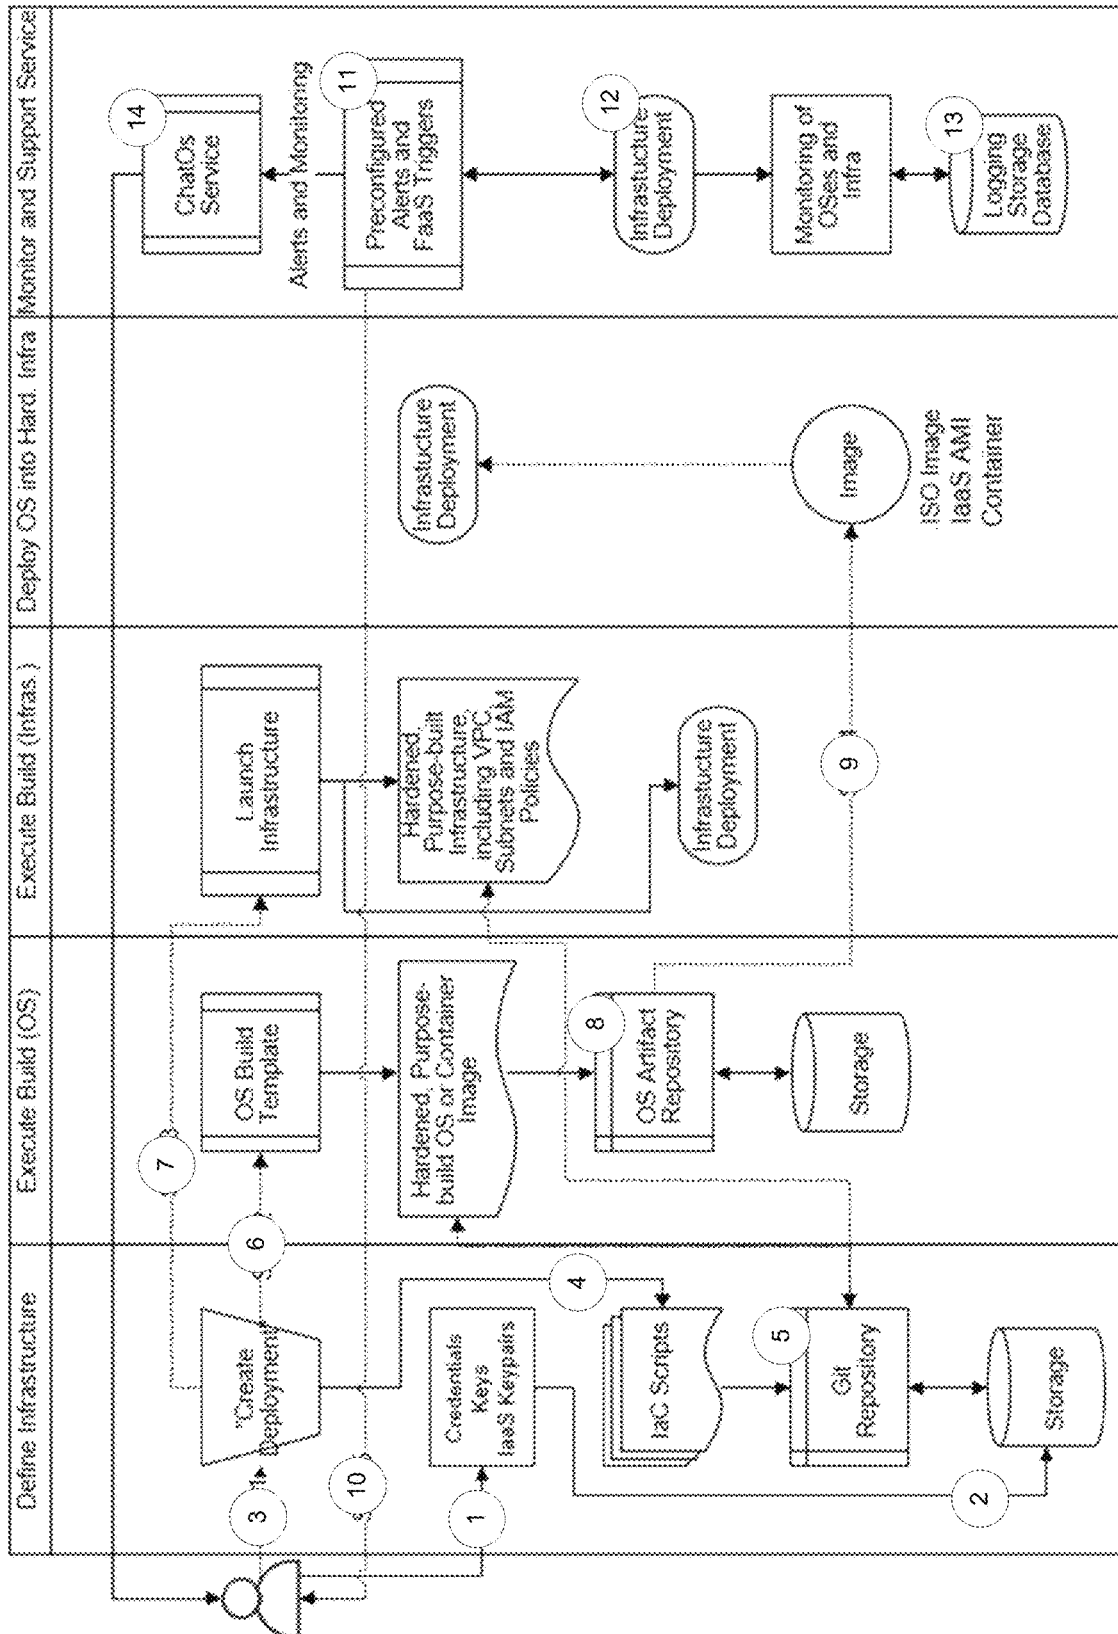 Define Infrastructure
Execute Build (OS)
Execute Build (Infras.)
Deploy OS into Hard. Infra
Monitor and Support Service
3
"Create
Deployment
10
1
Credentials
Keys
IaaS Keypairs
4
IaC Scripts
5
Git
Repository
2
Storage
7
6
OS Build
Template
Hardened, Purpose-
build OS or Container
Image
8
OS Artifact
Repository
Storage
Launch
Infrastructure
Hardened,
Purpose-built
Infrastructure,
including VPC,
Subnets and IAM
Policies
Infrastucture
Deployment
9
Infrastucture
Deployment
Image
ISO Image
IaaS AMI
Container
14
ChatOs
Service
Alerts and Monitoring
11
Preconfigured
Alerts and
FaaS Triggers
12
Infrastucture
Deployment
Monitoring of
OSes and
Infra
13
Logging
Storage
Database